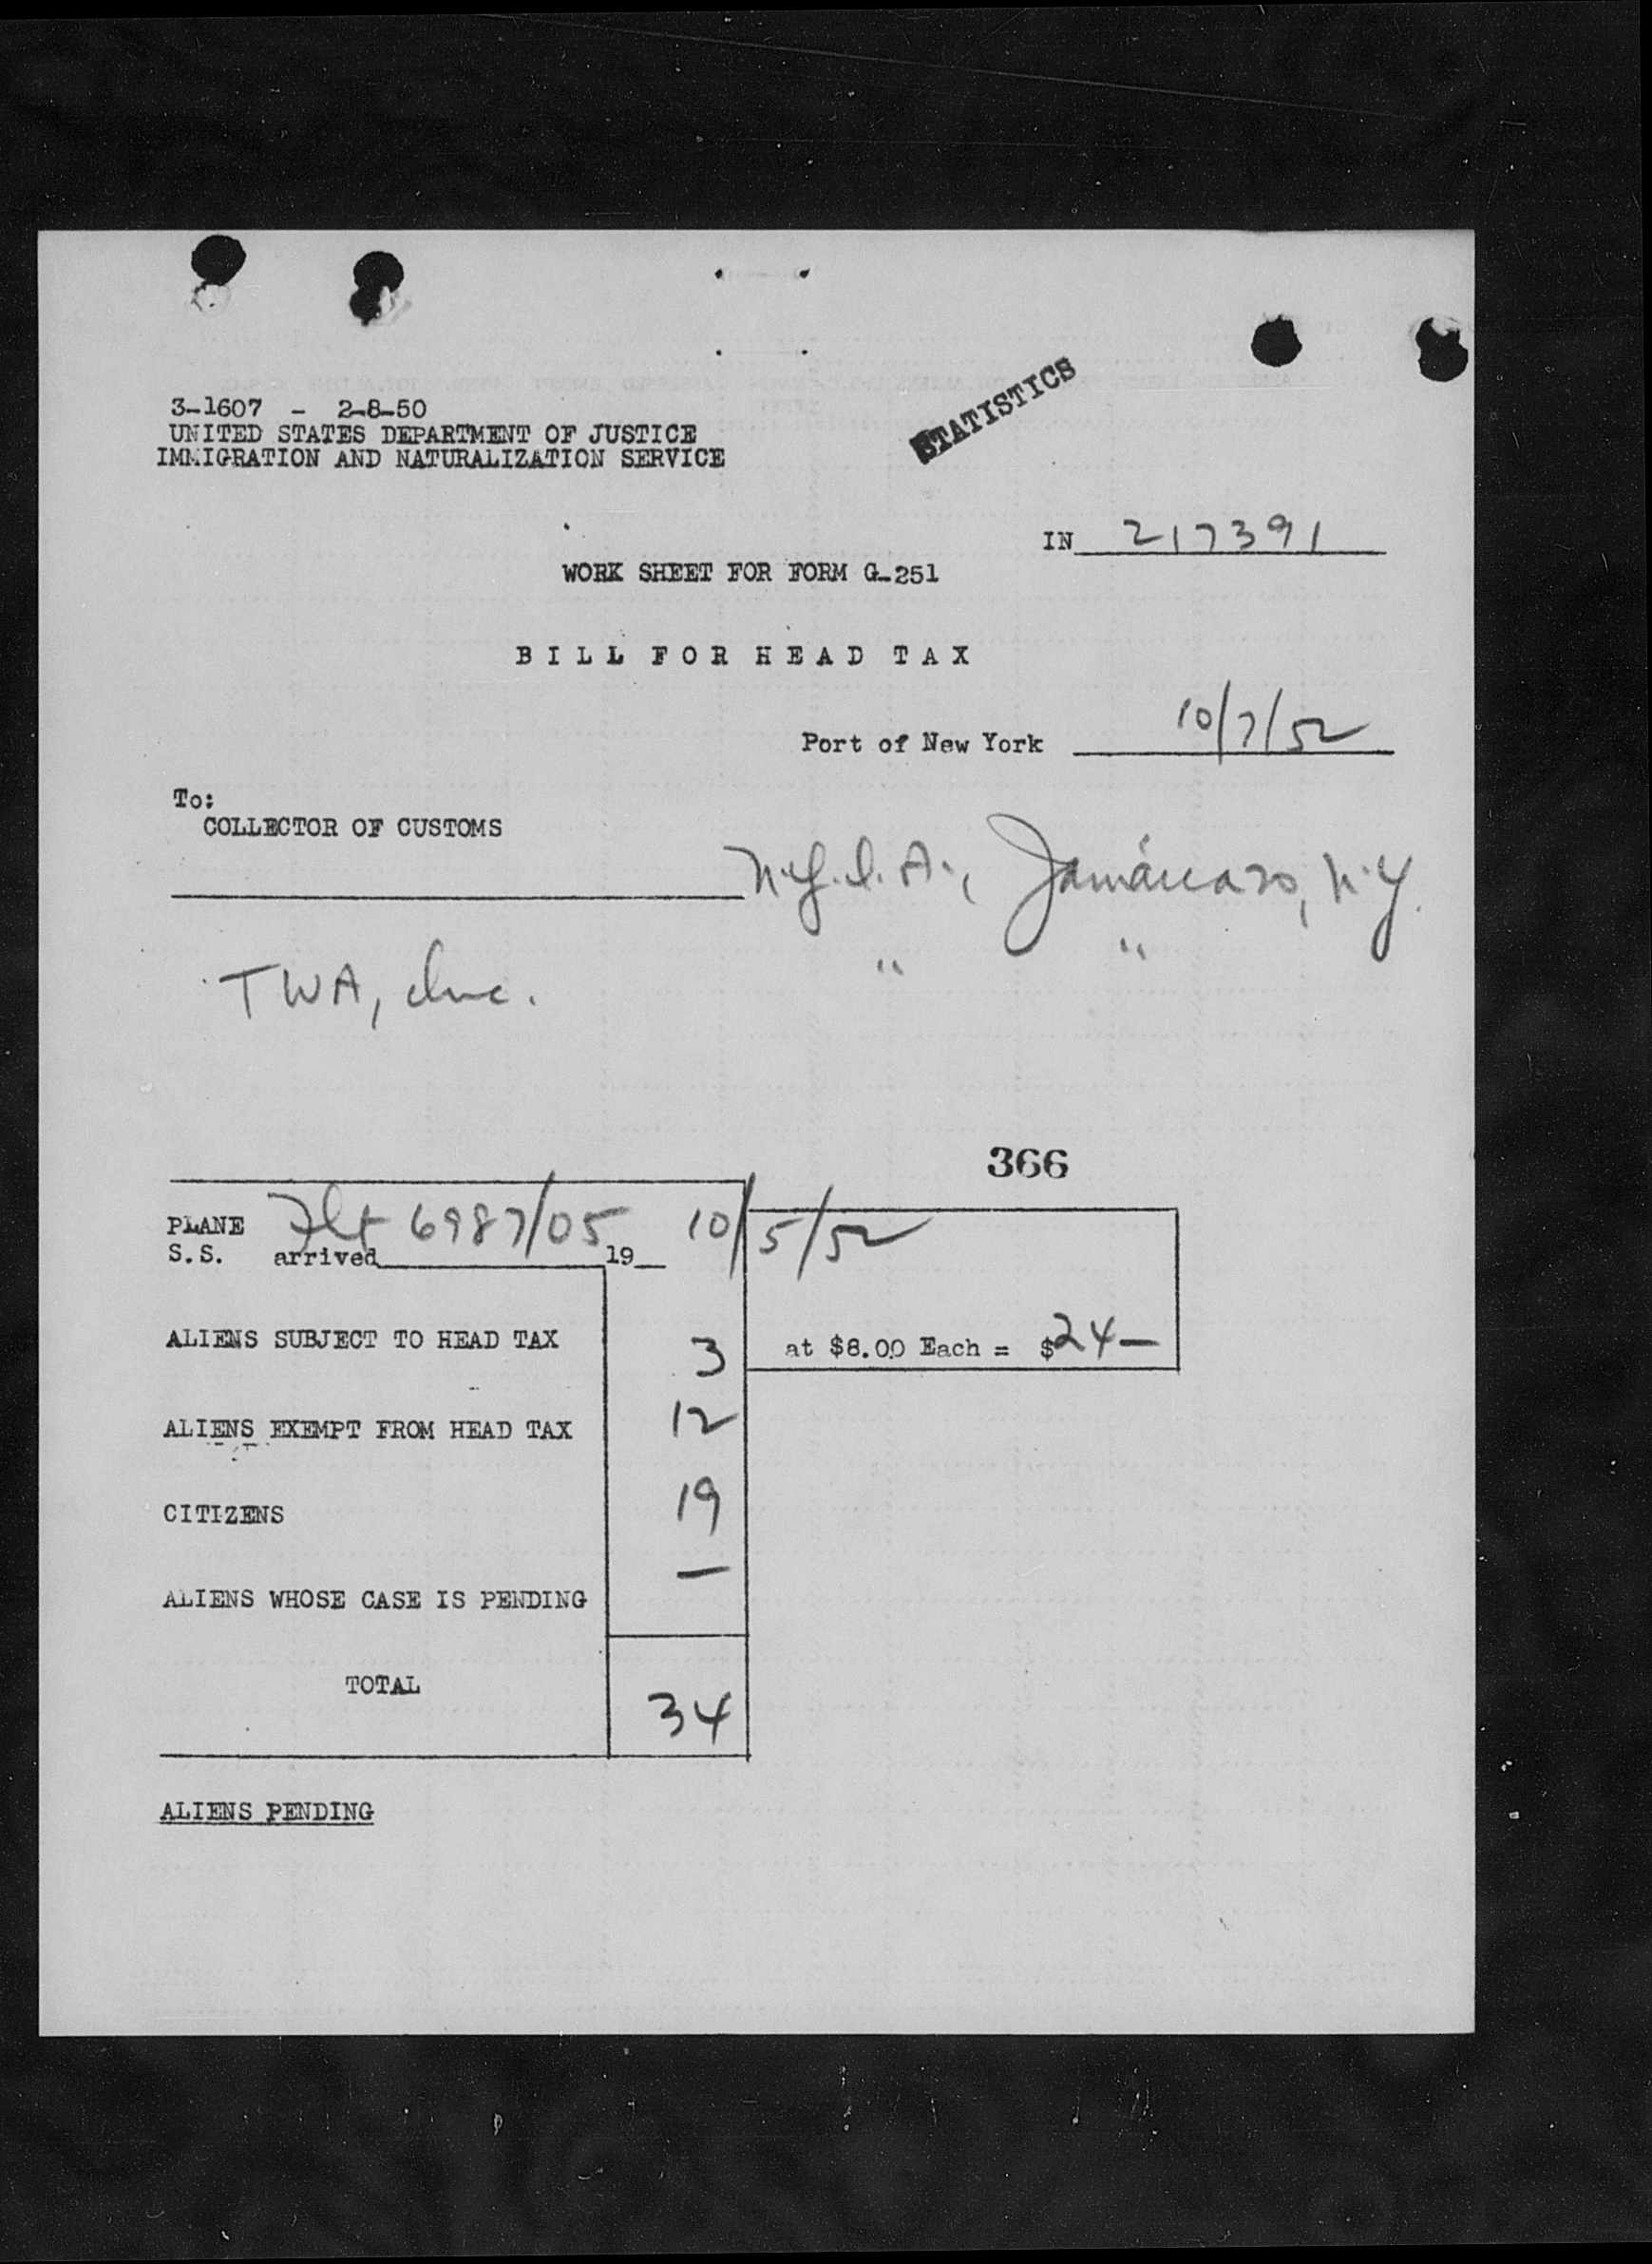 STATISTICS
3-1607 - 2-8-50
UNITED STATES DEPARTMENT OF JUSTICE
IMMIGRATION AND NATURALIZATION SERVICE
IN 217391
WORK SHEET FOR FORM G-251
BILL FOR HEAD TAX
Port of New York 10/7/52
To:
COLLECTOR OF CUSTOMS
N.Y.I.A., N.Y.
TWA, Inc. " "
366
PLANE Flt 6987/05 10/5/52
S.S. arrived 19
ALIENS SUBJECT TO HEAD TAX 3 at $8.00 Each = $24-
ALIENS EXEMPT FROM HEAD TAX 12
CITIZENS 19
ALIENS WHOSE CASE IS PENDING -
TOTAL 34
ALIENS PENDING